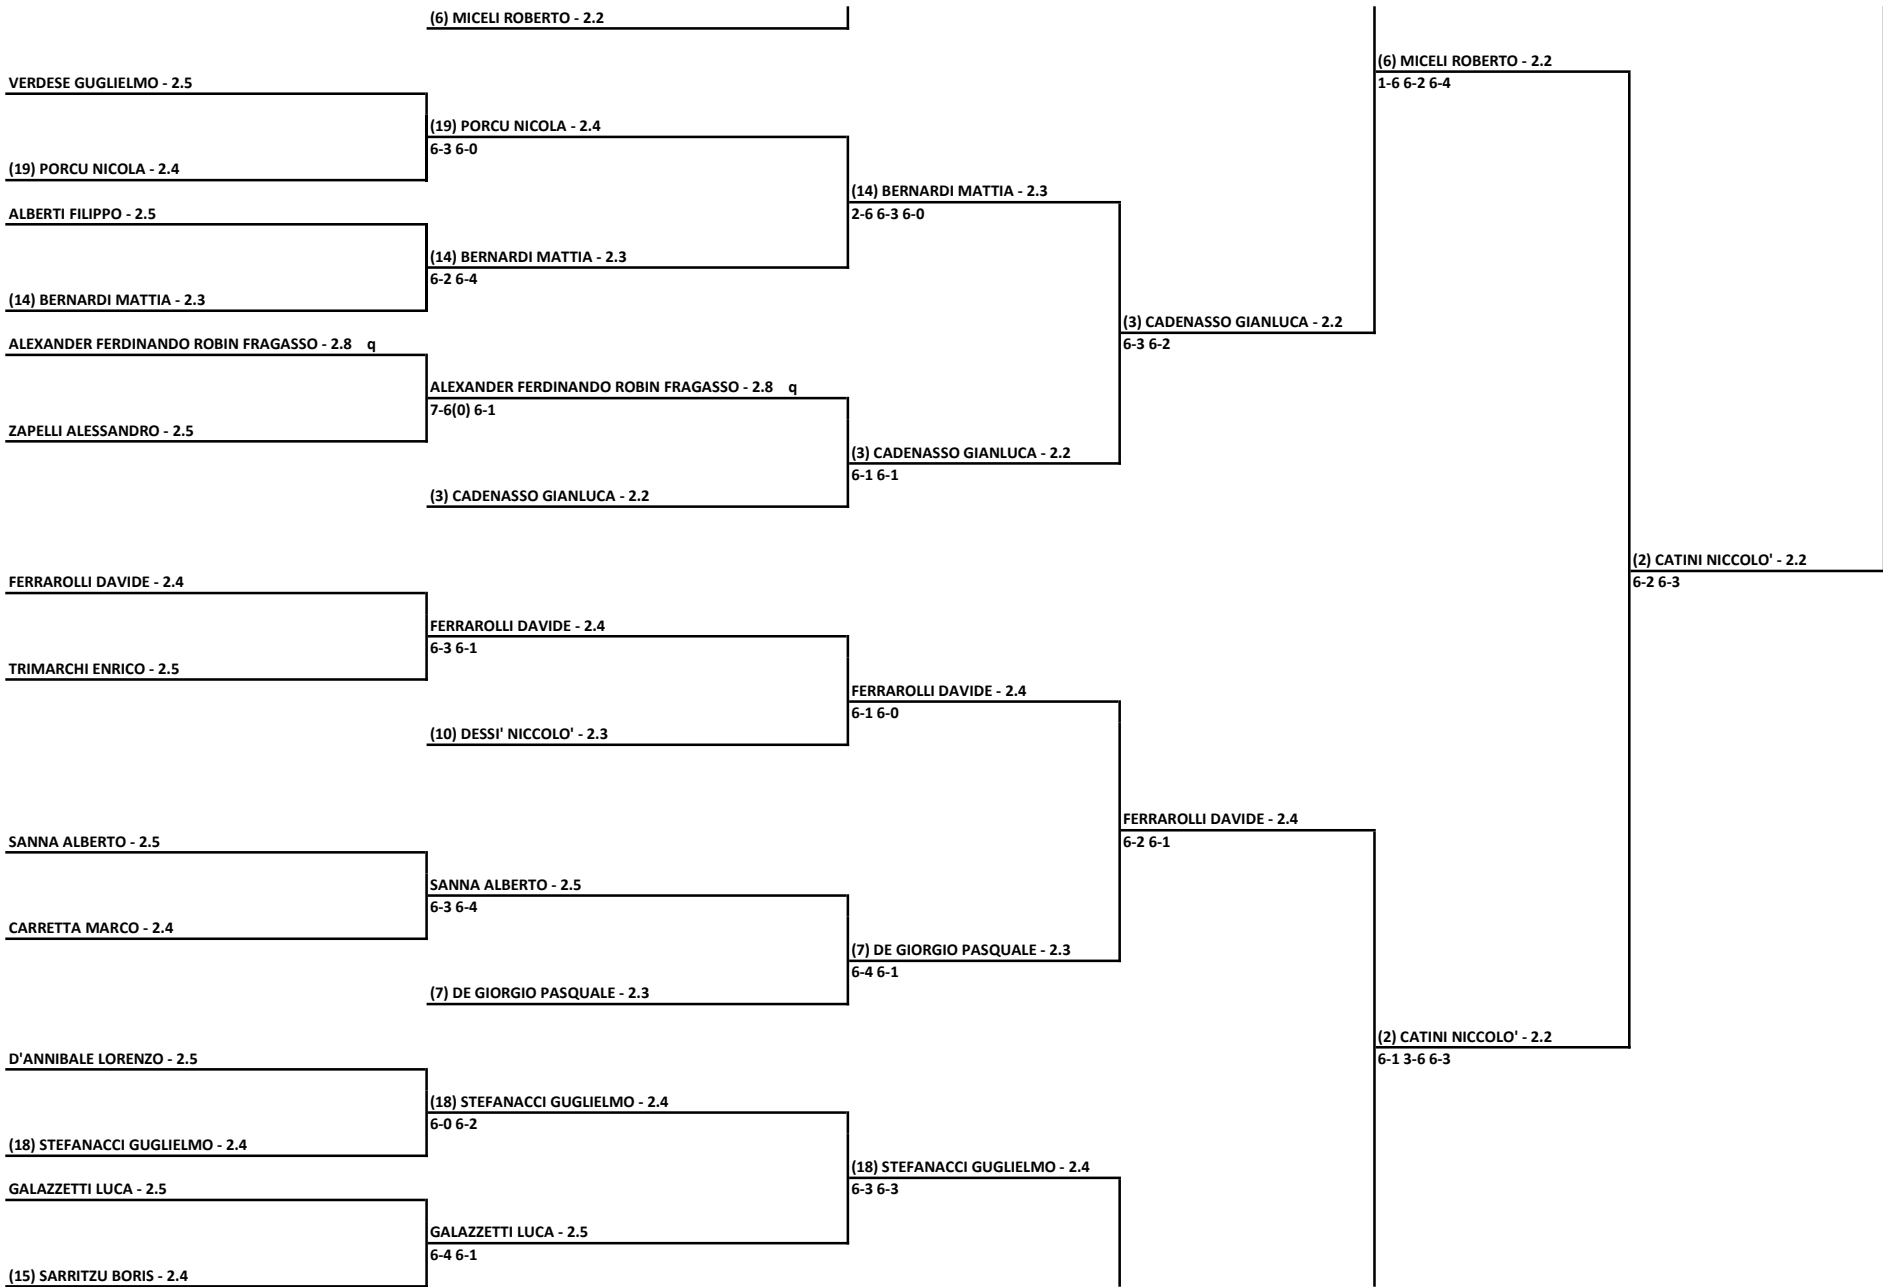 (6) MICELI ROBERTO - 2.2
(6) MICELI ROBERTO - 2.2
1-6 6-2 6-4
VERDESE GUGLIELMO - 2.5
(19) PORCU NICOLA - 2.4
6-3 6-0
(19) PORCU NICOLA - 2.4
(14) BERNARDI MATTIA - 2.3
2-6 6-3 6-0
ALBERTI FILIPPO - 2.5
(14) BERNARDI MATTIA - 2.3
6-2 6-4
(14) BERNARDI MATTIA - 2.3
(3) CADENASSO GIANLUCA - 2.2
6-3 6-2
ALEXANDER FERDINANDO ROBIN FRAGASSO - 2.8 q
ALEXANDER FERDINANDO ROBIN FRAGASSO - 2.8 q
7-6(0) 6-1
ZAPELLI ALESSANDRO - 2.5
(3) CADENASSO GIANLUCA - 2.2
6-1 6-1
(3) CADENASSO GIANLUCA - 2.2
(2) CATINI NICCOLO' - 2.2
6-2 6-3
FERRAROLLI DAVIDE - 2.4
FERRAROLLI DAVIDE - 2.4
6-3 6-1
TRIMARCHI ENRICO - 2.5
FERRAROLLI DAVIDE - 2.4
6-1 6-0
(10) DESSI' NICCOLO' - 2.3
FERRAROLLI DAVIDE - 2.4
6-2 6-1
SANNA ALBERTO - 2.5
SANNA ALBERTO - 2.5
6-3 6-4
CARRETTA MARCO - 2.4
(7) DE GIORGIO PASQUALE - 2.3
6-4 6-1
(7) DE GIORGIO PASQUALE - 2.3
(2) CATINI NICCOLO' - 2.2
6-1 3-6 6-3
D'ANNIBALE LORENZO - 2.5
(18) STEFANACCI GUGLIELMO - 2.4
6-0 6-2
(18) STEFANACCI GUGLIELMO - 2.4
(18) STEFANACCI GUGLIELMO - 2.4
6-3 6-3
GALAZZETTI LUCA - 2.5
GALAZZETTI LUCA - 2.5
6-4 6-1
(15) SARRITZU BORIS - 2.4